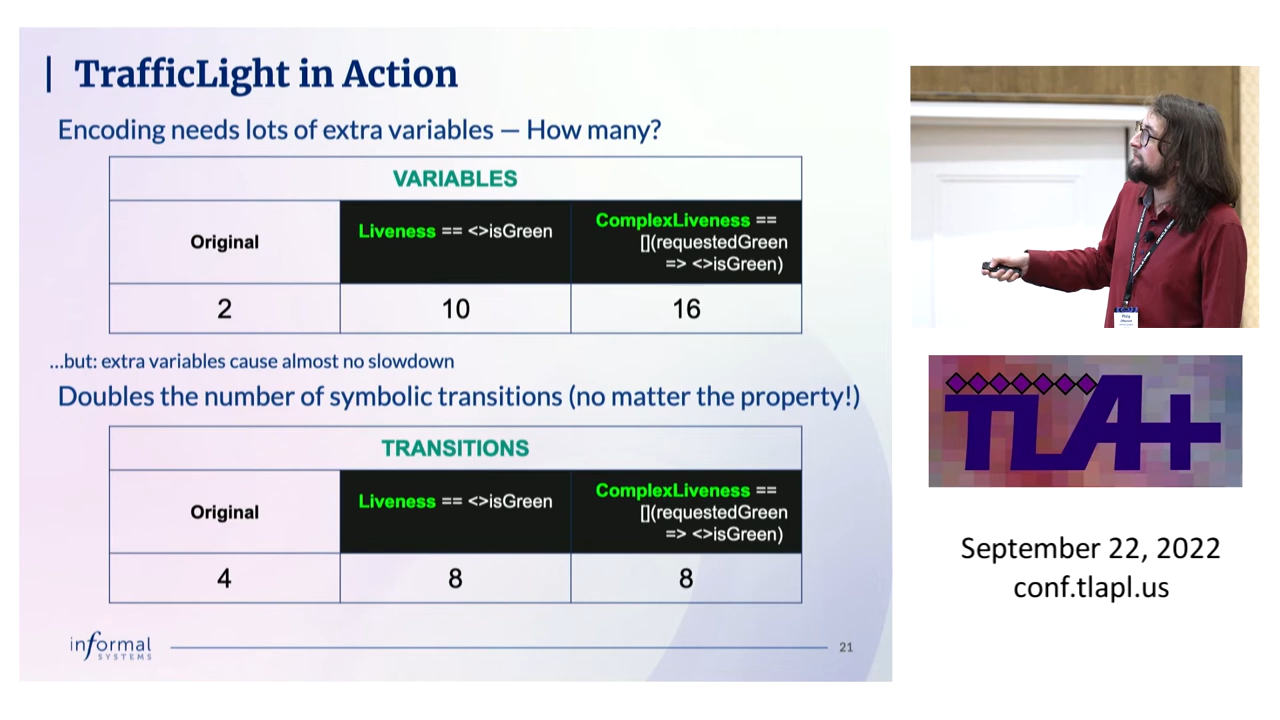 TrafficLight in Action
Encoding needs lots of extra variables — How many?
VARIABLES
Original
Liveness == <>isGreen
ComplexLiveness ==
[](requestedGreen
=> <>isGreen)
2
10
16
...but: extra variables cause almost no slowdown
Doubles the number of symbolic transitions (no matter the property!)
TRANSITIONS
Original
Liveness == <>isGreen
ComplexLiveness ==
[](requestedGreen
=> <>isGreen)
4
8
8
informal
SYSTEMS
21
TLA+
September 22, 2022
conf.tlapl.us